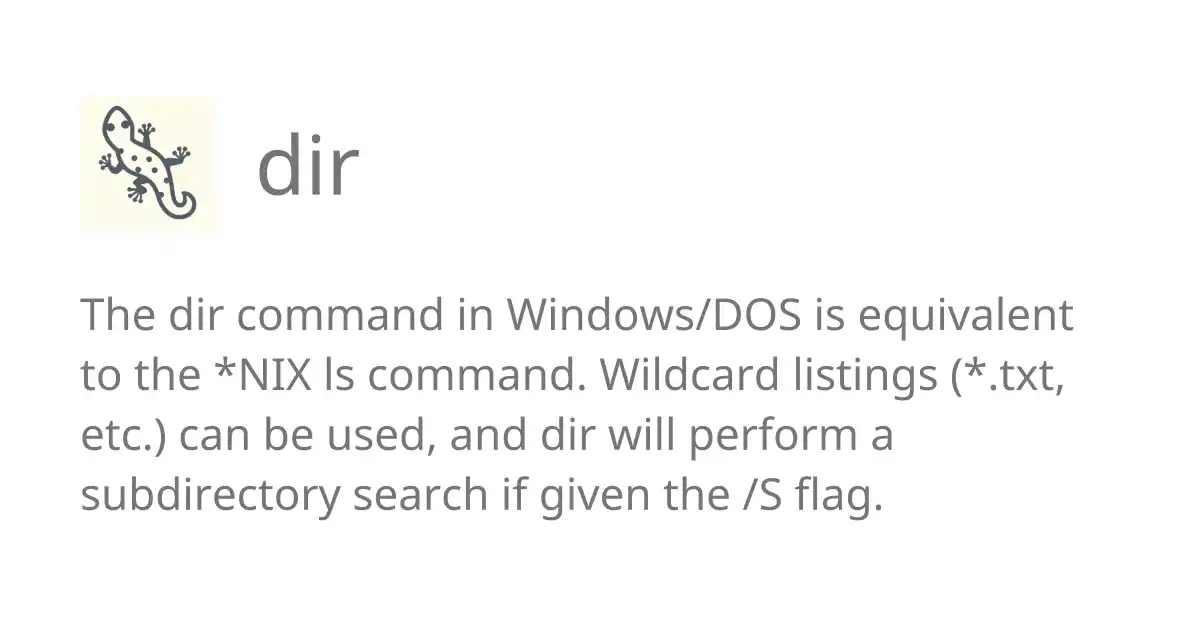 dir
The dir command in Windows/DOS is equivalent
to the *NIX ls command. Wildcard listings (*.txt,
etc.) can be used, and dir will perform a
subdirectory search if given the /S flag.